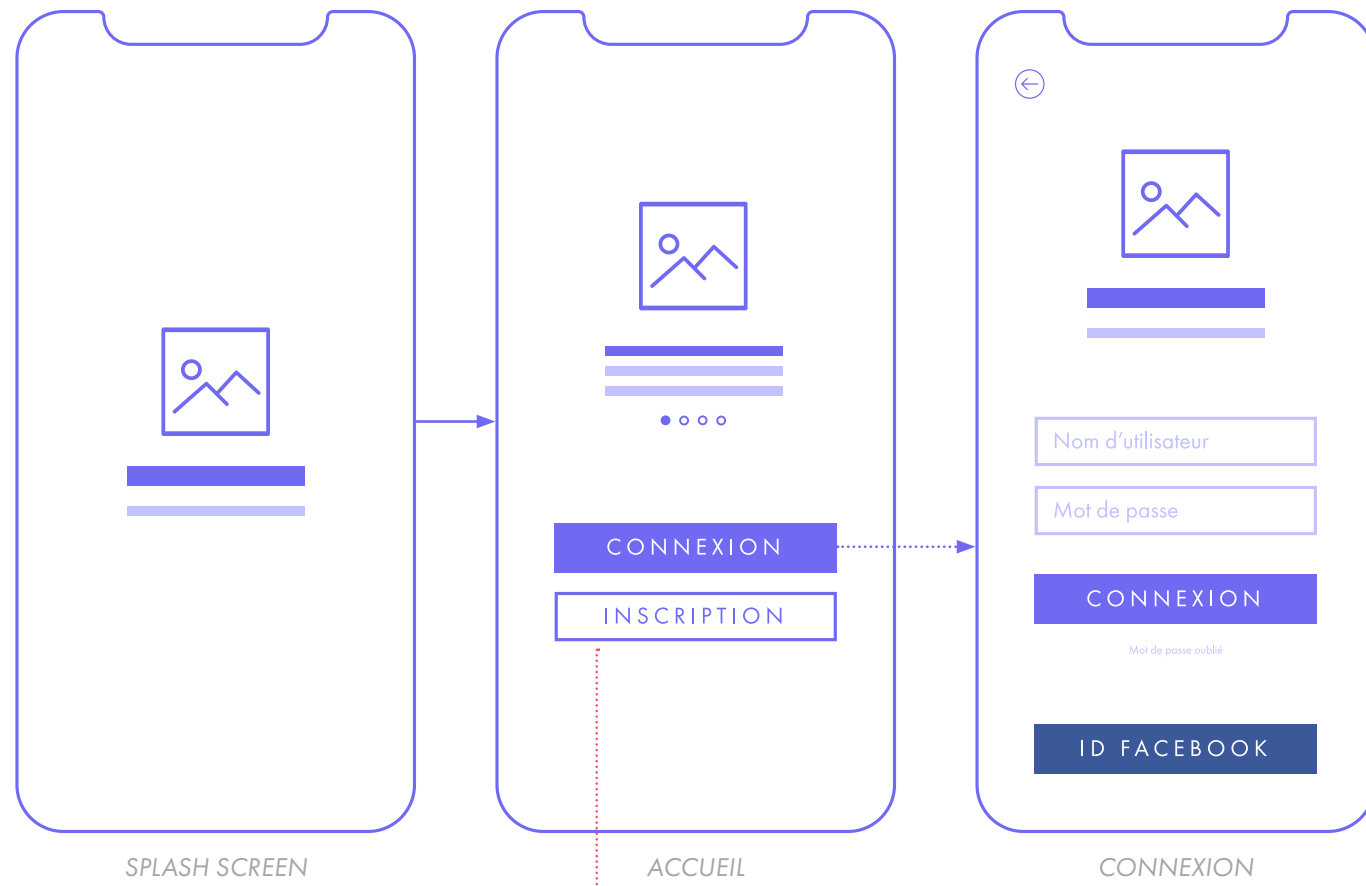 CONNEXION
INSCRIPTION
Nom d’utilisateur
Mot de passe
CONNEXION
Mot de passe oublié
ID FACEBOOK
SPLASH SCREEN
ACCUEIL
CONNEXION